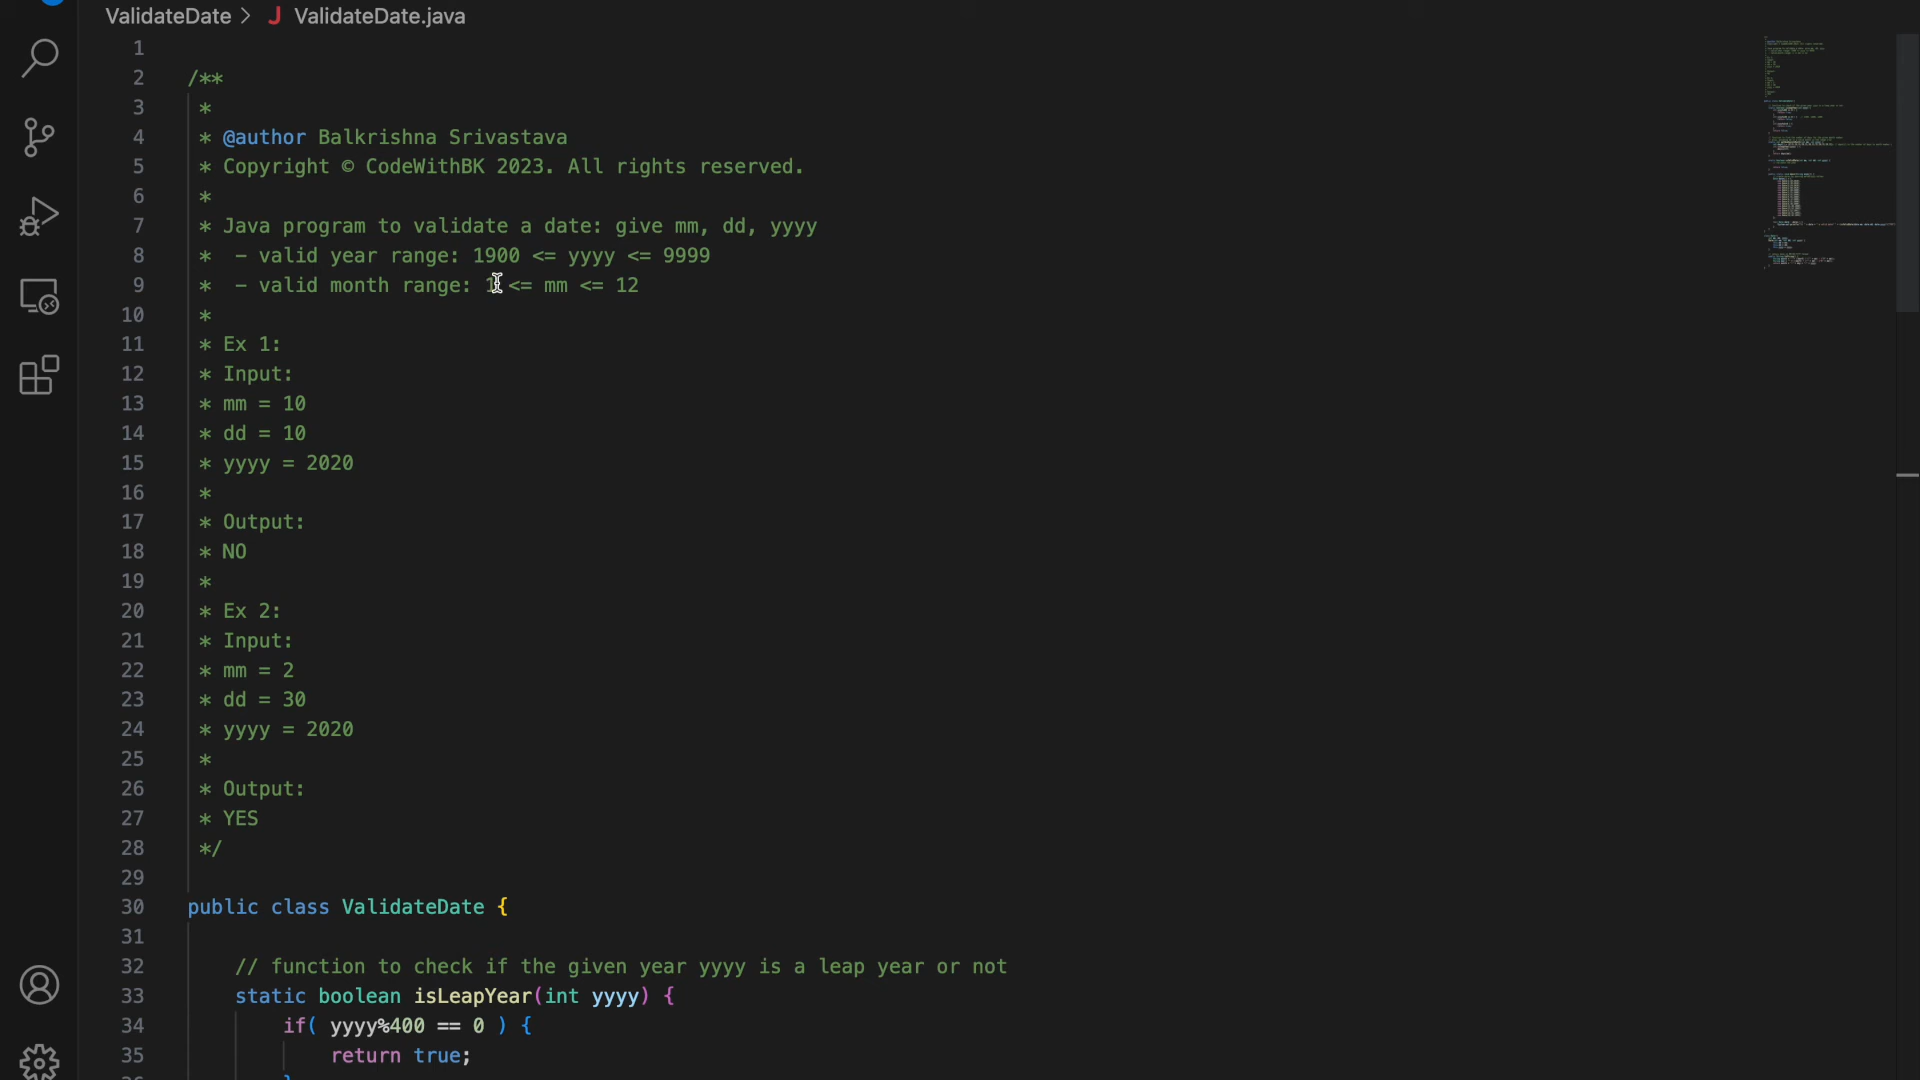 ValidateDate > J ValidateDate.java
1
2 /**
3 *
4 * @author Balkrishna Srivastava
5 * Copyright © CodeWithBK 2023. All rights reserved.
6 *
7 * Java program to validate a date: give mm, dd, yyyy
8 * - valid year range: 1900 <= yyyy <= 9999
9 * - valid month range: 1 <= mm <= 12
10 *
11 * Ex 1:
12 * Input:
13 * mm = 10
14 * dd = 10
15 * yyyy = 2020
16 *
17 * Output:
18 * NO
19 *
20 * Ex 2:
21 * Input:
22 * mm = 2
23 * dd = 30
24 * yyyy = 2020
25 *
26 * Output:
27 * YES
28 */
29
30 public class ValidateDate {
31
32 // function to check if the given year yyyy is a leap year or not
33 static boolean isLeapYear(int yyyy) {
34 if( yyyy%400 == 0 ) {
35 return true;